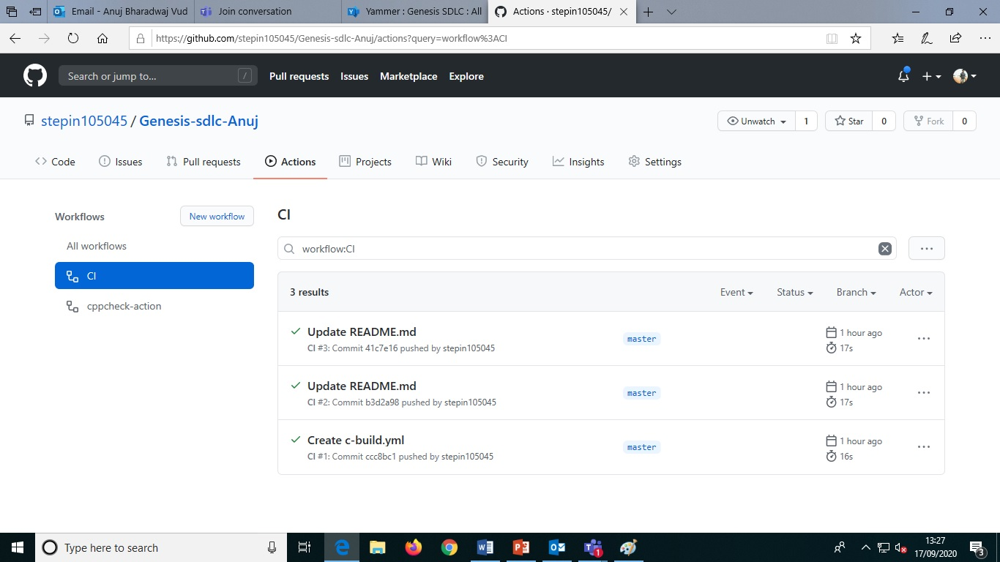 Email - Anuj Bharadwaj Vud
Join conversation
Yammer : Genesis SDLC : All
Actions · stepin105045/
https://github.com/stepin105045/Genesis-sdlc-Anuj/actions?query=workflow%3ACI
Search or jump to... /
Pull requests Issues Marketplace Explore
stepin105045 / Genesis-sdlc-Anuj
Unwatch 1 Star 0 Fork 0
Code Issues Pull requests Actions Projects Wiki Security Insights Settings
Workflows New workflow
All workflows
CI
cppcheck-action
CI
workflow:CI
3 results Event Status Branch Actor
Update README.md
CI #3: Commit 41c7e16 pushed by stepin105045
master
1 hour ago
17s
Update README.md
CI #2: Commit b3d2a98 pushed by stepin105045
master
1 hour ago
17s
Create c-build.yml
CI #1: Commit ccc8bc1 pushed by stepin105045
master
1 hour ago
16s
Type here to search
1
13:27
17/09/2020
3